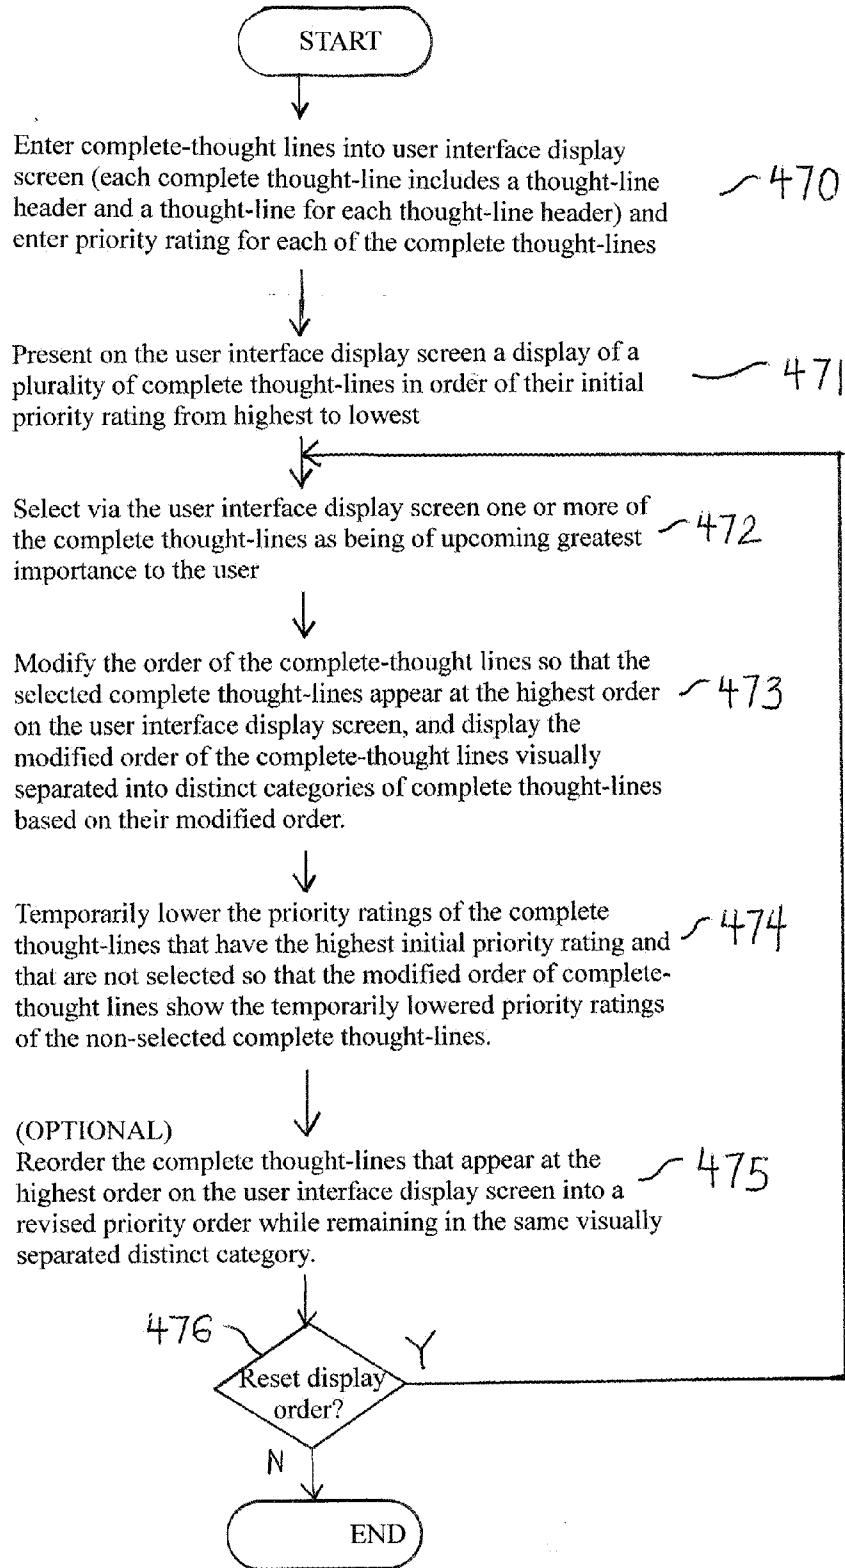 START
Enter complete-thought lines into user interface display
screen (each complete thought-line includes a thought-line
header and a thought-line for each thought-line header) and
enter priority rating for each of the complete thought-lines
470
Present on the user interface display screen a display of a
plurality of complete thought-lines in order of their initial
priority rating from highest to lowest
471
Select via the user interface display screen one or more of
the complete thought-lines as being of upcoming greatest
importance to the user
472
Modify the order of the complete-thought lines so that the
selected complete thought-lines appear at the highest order
on the user interface display screen, and display the
modified order of the complete-thought lines visually
separated into distinct categories of complete thought-lines
based on their modified order.
473
Temporarily lower the priority ratings of the complete
thought-lines that have the highest initial priority rating and
that are not selected so that the modified order of complete-
thought lines show the temporarily lowered priority ratings
of the non-selected complete thought-lines.
474
(OPTIONAL)
Reorder the complete thought-lines that appear at the
highest order on the user interface display screen into a
revised priority order while remaining in the same visually
separated distinct category.
475
476
Reset display
order?
Y
N
END